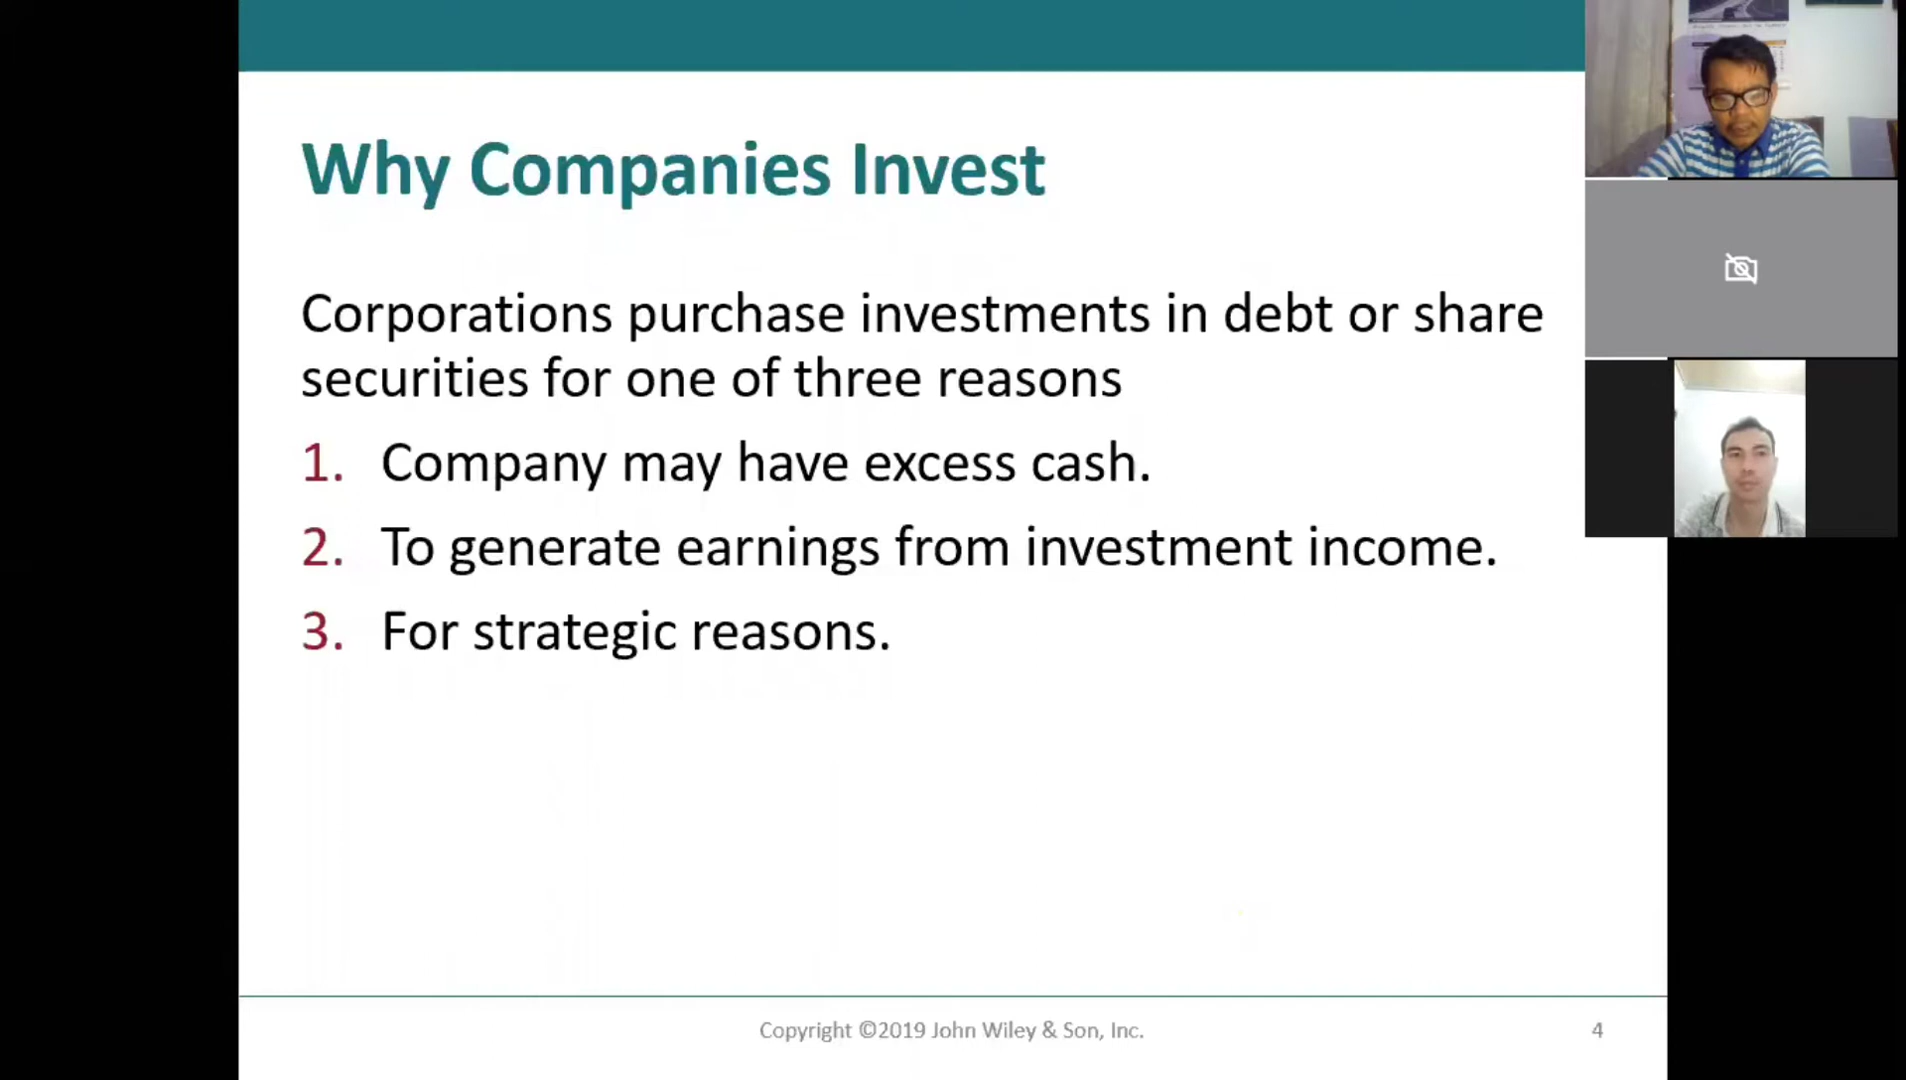 Why Companies Invest
Corporations purchase investments in debt or share
securities for one of three reasons
1. Company may have excess cash.
2. To generate earnings from investment income.
3. For strategic reasons.
Copyright ©2019 John Wiley & Son, Inc.
4